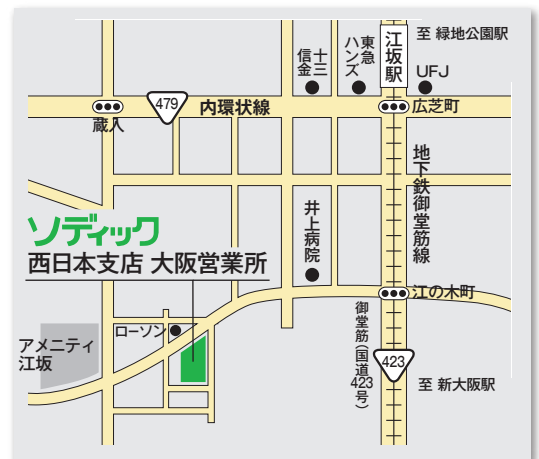 至 緑地公園駅
江坂駅
東急
ハンズ
十三
信金
UFJ
479
内環状線
広芝町
蔵人
地下鉄御堂筋線
井上病院
ソディック
西日本支店 大阪営業所
江の木町
ローソン
御堂筋(国道423号)
アメニティ
江坂
423
至 新大阪駅